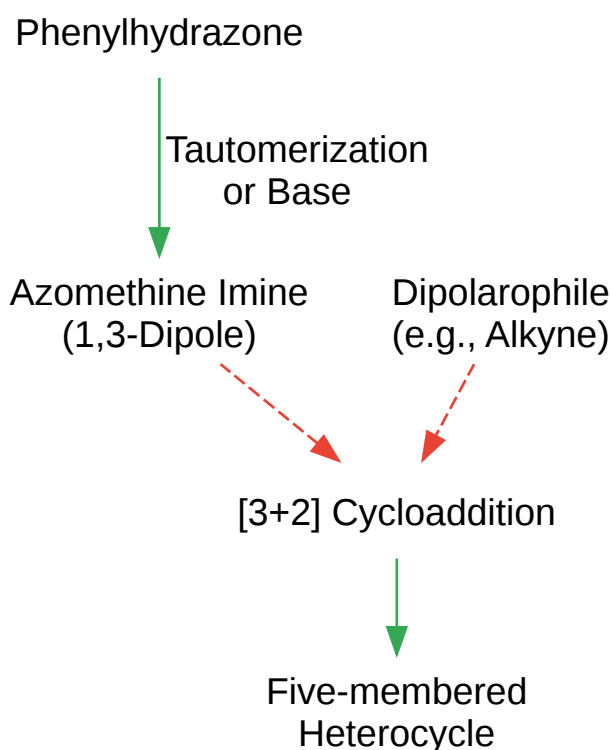 Phenylhydrazone
Tautomerization
or Base
Azomethine Imine
(1,3-Dipole)
Dipolarophile
(e.g., Alkyne)
[3+2] Cycloaddition
Five-membered
Heterocycle